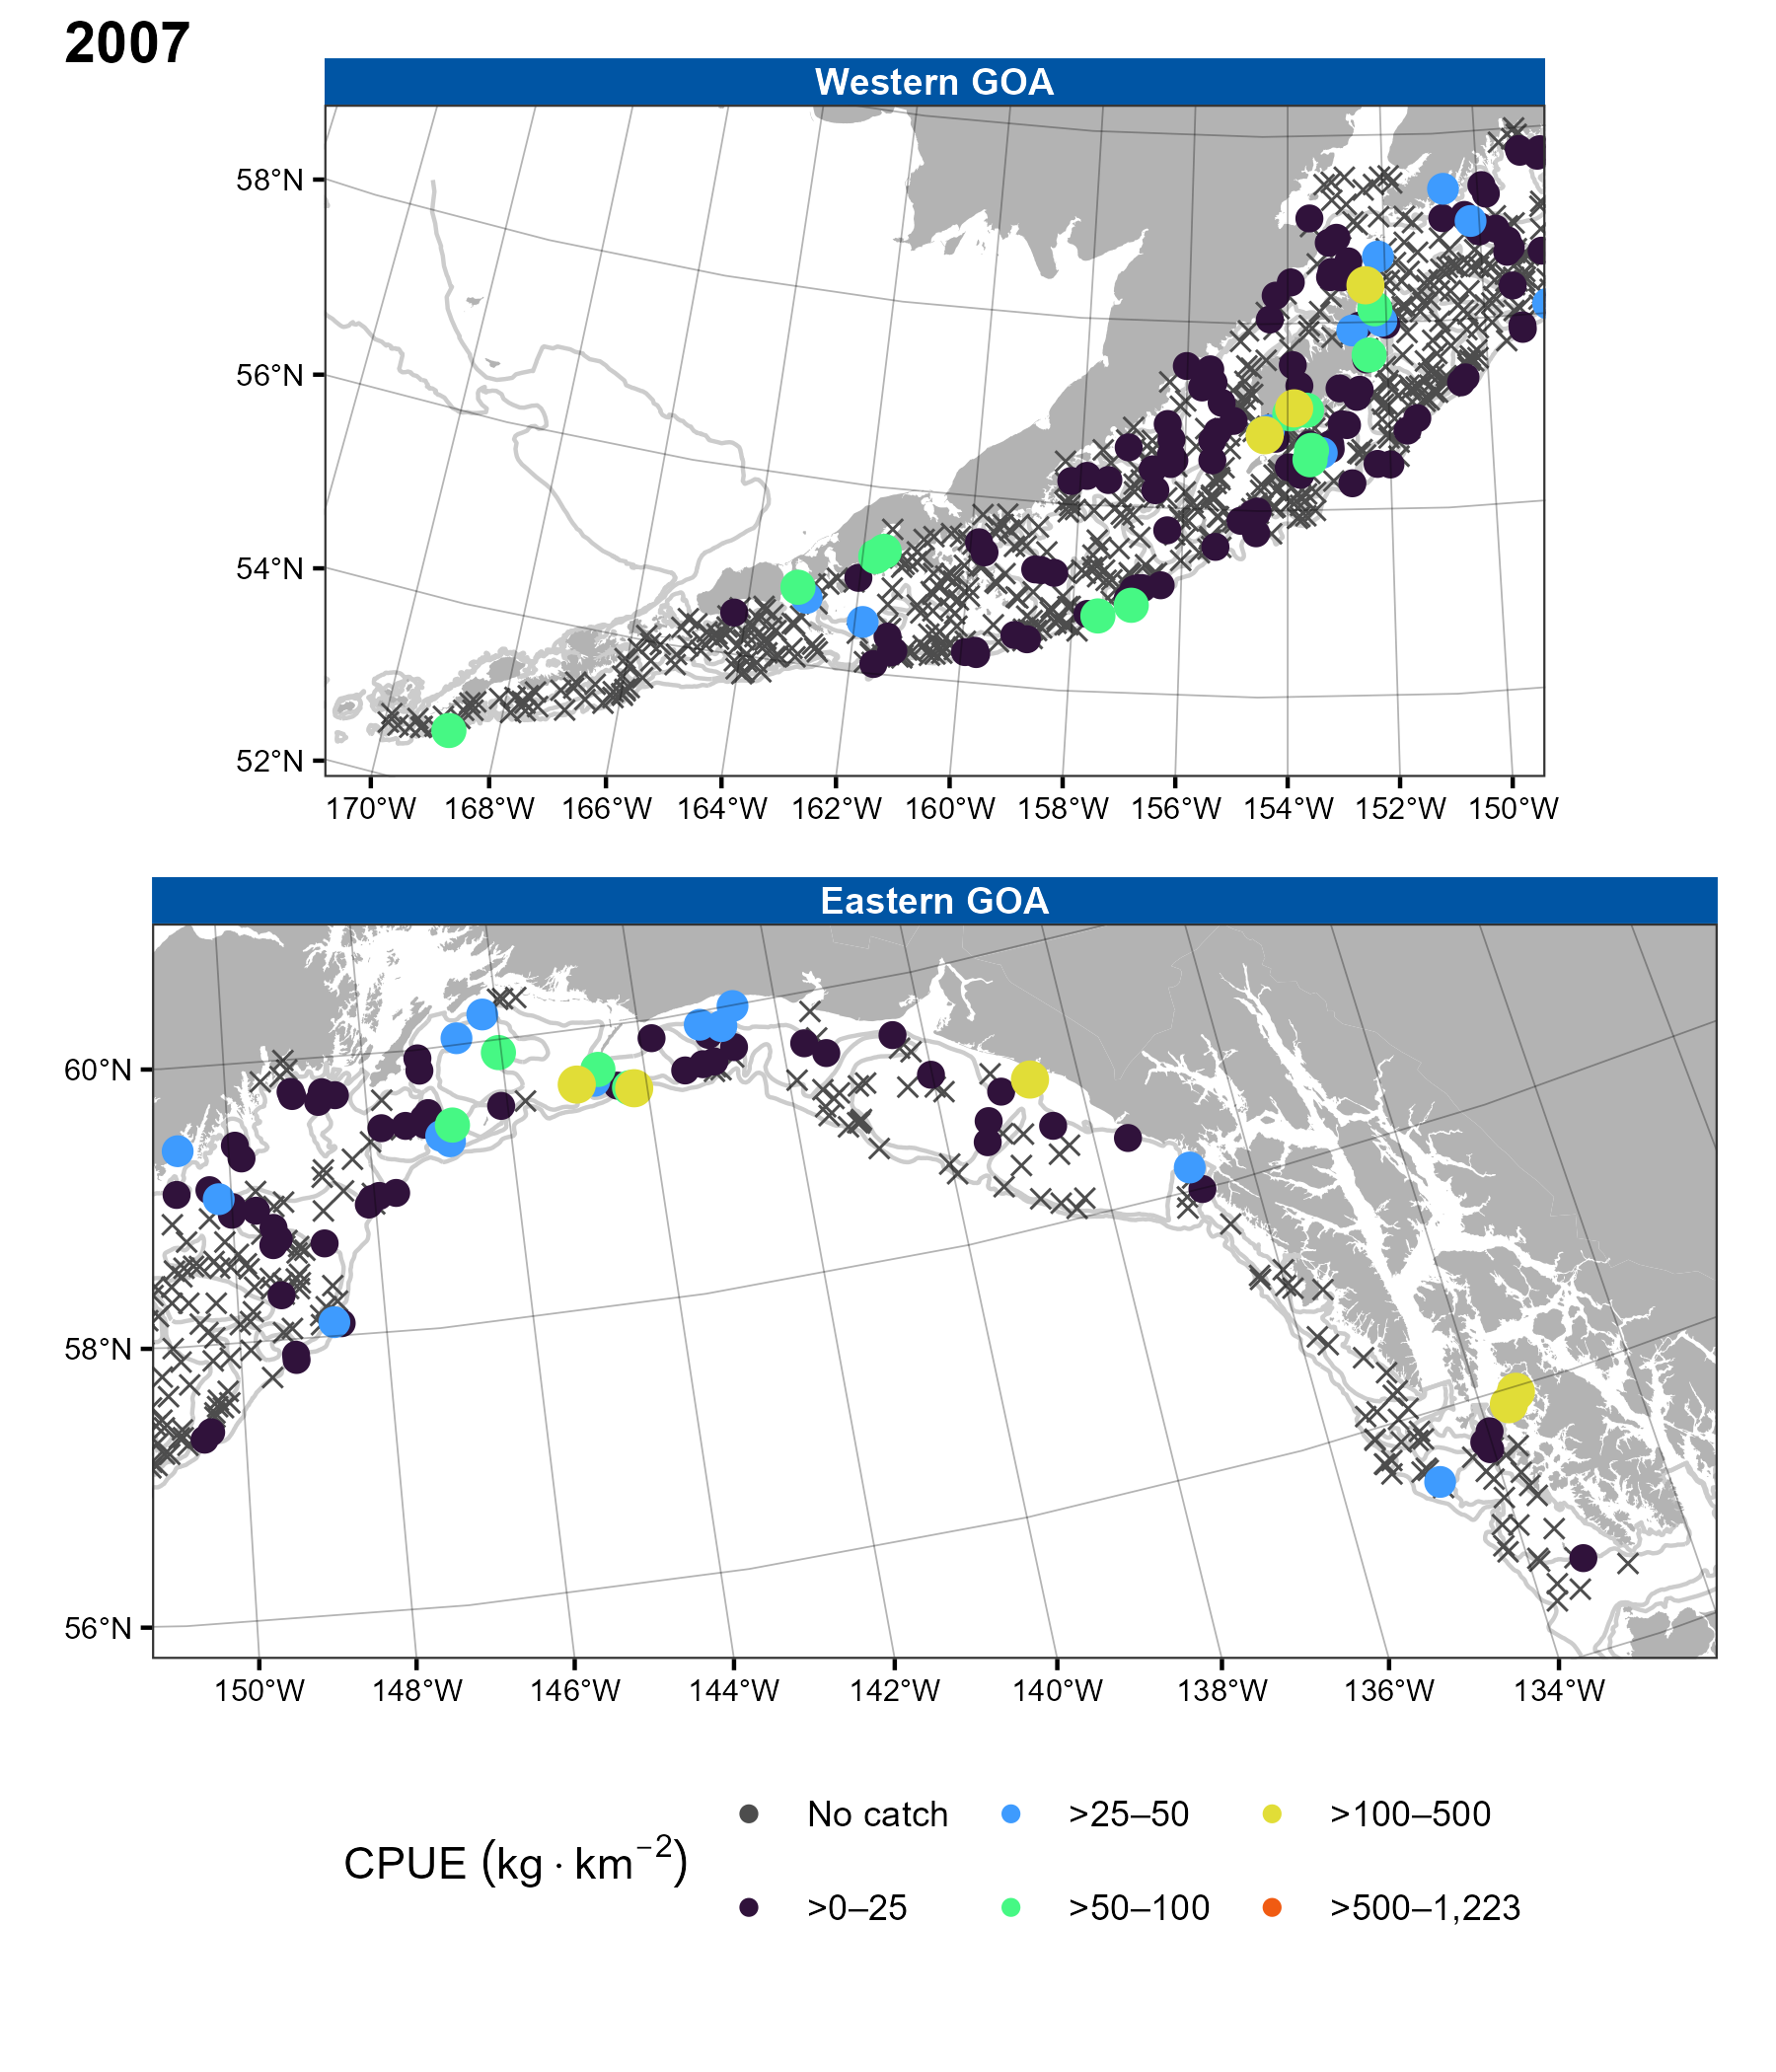 2007
Western GOA
58°N
56°N
54°N
52°N
170°W 168°W 166°W 164°W 162°W 160°W 158°W 156°W 154°W 152°W 150°W
Eastern GOA
60°N
58°N
56°N
150°W 148°W 146°W 144°W 142°W 140°W 138°W 136°W 134°W
CPUE (kg · km⁻²)
No catch >25–50 >100–500
>0–25 >50–100 >500–1,223